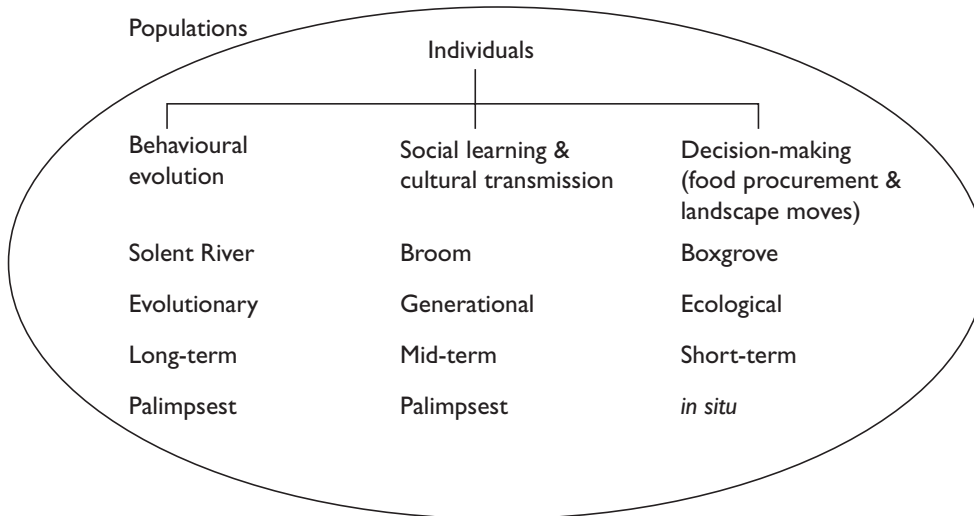 Populations
Individuals
Behavioural
evolution
Social learning &
cultural transmission
Decision-making
(food procurement &
landscape moves)
Solent River
Broom
Boxgrove
Evolutionary
Generational
Ecological
Long-term
Mid-term
Short-term
Palimpsest
Palimpsest
in situ